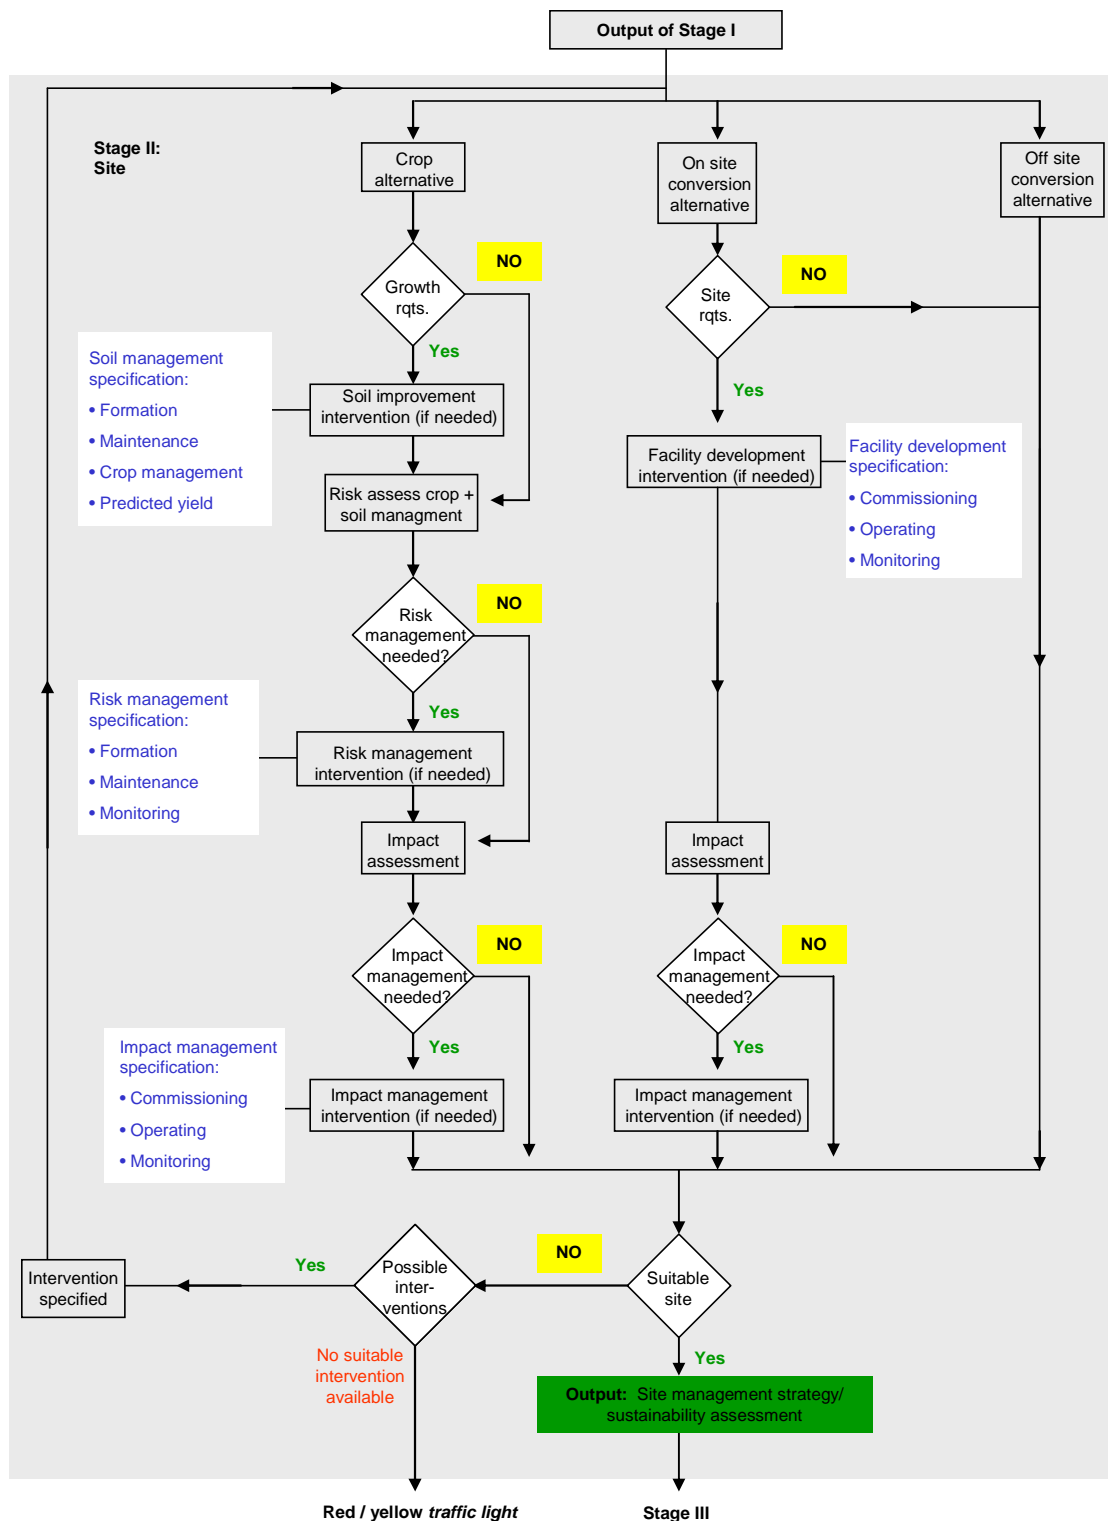 Output of Stage I
Stage II:
Site
Crop
alternative
On site
conversion
alternative
Off site
conversion
alternative
NO
Growth
rqts.
NO
Site
rqts.
Yes
Soil management
specification:
• Formation
• Maintenance
• Crop management
• Predicted yield
Soil improvement
intervention (if needed)
Yes
Facility development
intervention (if needed)
Facility development
specification:
• Commissioning
• Operating
• Monitoring
Risk assess crop +
soil managment
NO
Risk
management
needed?
Yes
Risk management
specification:
• Formation
• Maintenance
• Monitoring
Risk management
intervention (if needed)
Impact
assessment
Impact
assessment
NO
Impact
management
needed?
NO
Impact
management
needed?
Yes
Yes
Impact management
specification:
• Commissioning
• Operating
• Monitoring
Impact management
intervention (if needed)
Impact management
intervention (if needed)
Intervention
specified
Yes
Possible
inter-
ventions
NO
Suitable
site
No suitable
intervention
available
Yes
Output: Site management strategy/
sustainability assessment
Red / yellow traffic light
Stage III